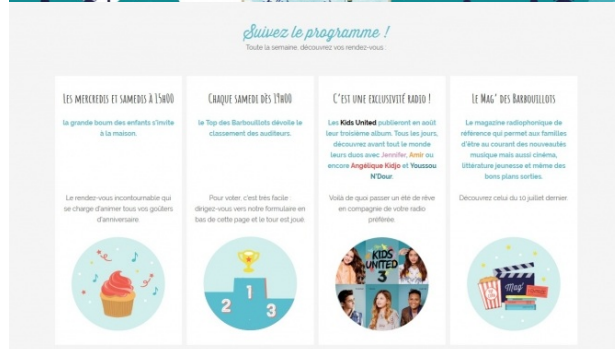 Suivez le programme !
Toute la semaine, découvrez vos rendez-vous.
Les mercredis et samedis à 15h00
la grande boum des enfants s'invite
à la maison.
Le rendez-vous incontournable qui
se charge d'animer tous vos goûters
d'anniversaire.
Chaque samedi dès 19h00
le Top des Barbouillots dévoile le
classement des auditeurs.
Pour voter, c'est très facile :
dirigez-vous vers notre formulaire en
bas de cette page et le tour est joué.
1
2
3
C'est une exclusivité radio !
Les Kids United publieront en août
leur troisième album. Tous les jours,
découvrez avant tout le monde
leurs duos avec Jennifer, Amir ou
encore Angélique Kidjo et Youssou
N'Dour.
Voilà de quoi passer un été de rêve
en compagnie de votre radio
préférée.
KIDS
UNITED
3
Le Mag' des Barbouillots
Le magazine radiophonique de
référence qui permet aux familles
d'être au courant des nouveautés
musique mais aussi cinéma,
littérature jeunesse et même des
bons plans sorties.
Découvrez celui du 10 juillet dernier.
Mag'